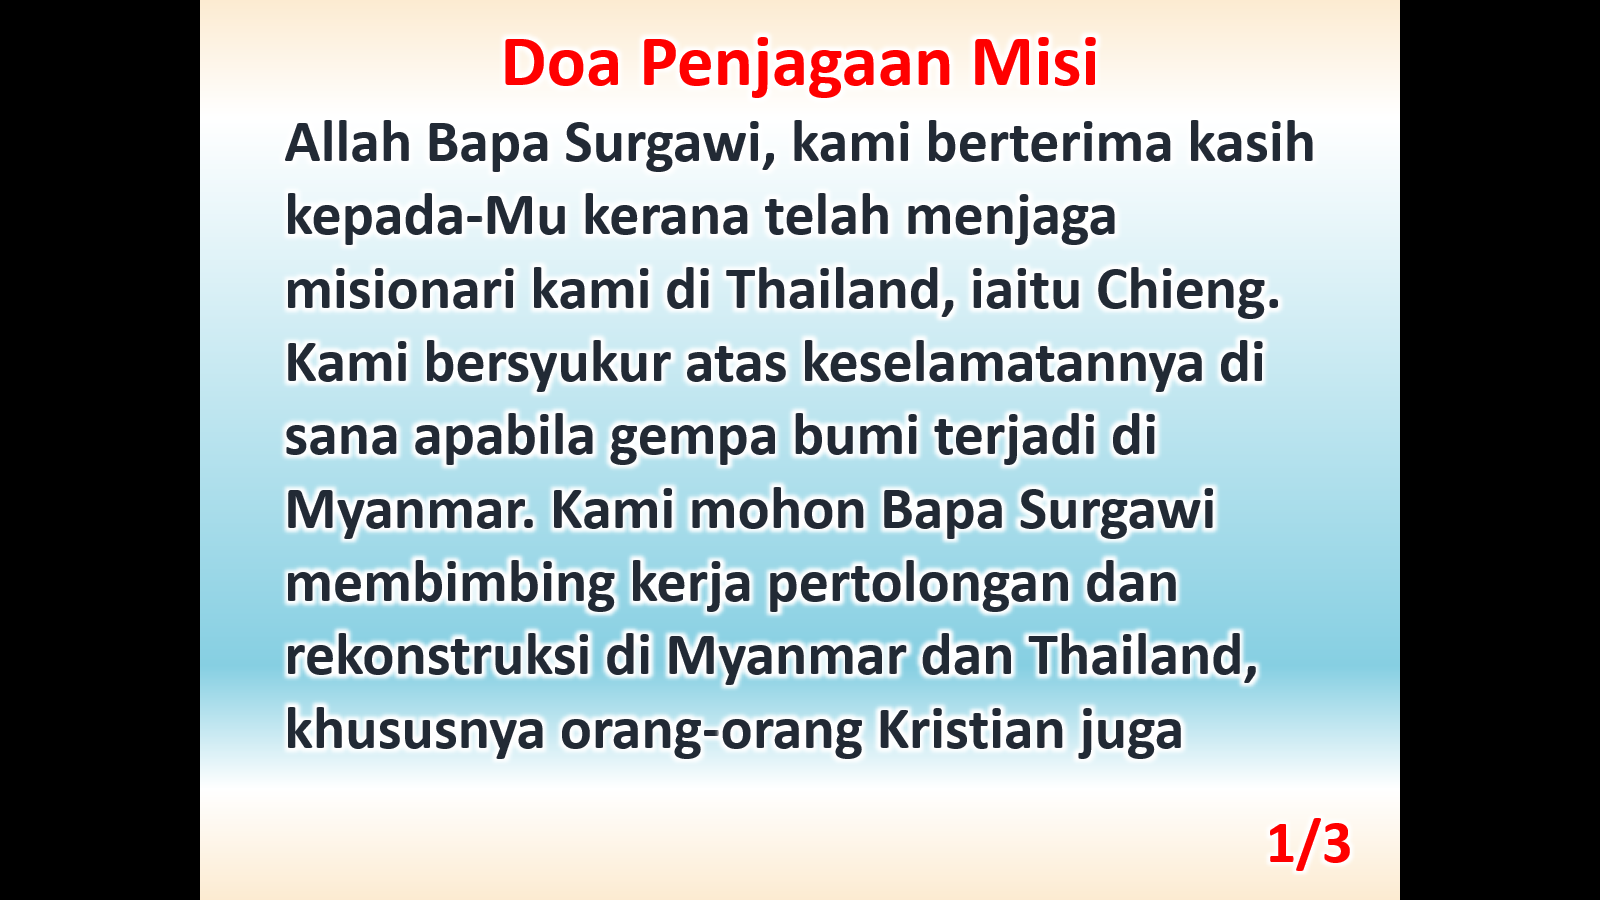 Doa Penjagaan Misi
Allah Bapa Surgawi, kami berterima kasih
kepada-Mu kerana telah menjaga
misionari kami di Thailand, iaitu Chieng.
Kami bersyukur atas keselamatannya di
sana apabila gempa bumi terjadi di
Myanmar. Kami mohon Bapa Surgawi
membimbing kerja pertolongan dan
rekonstruksi di Myanmar dan Thailand,
khususnya orang-orang Kristian juga
1/3